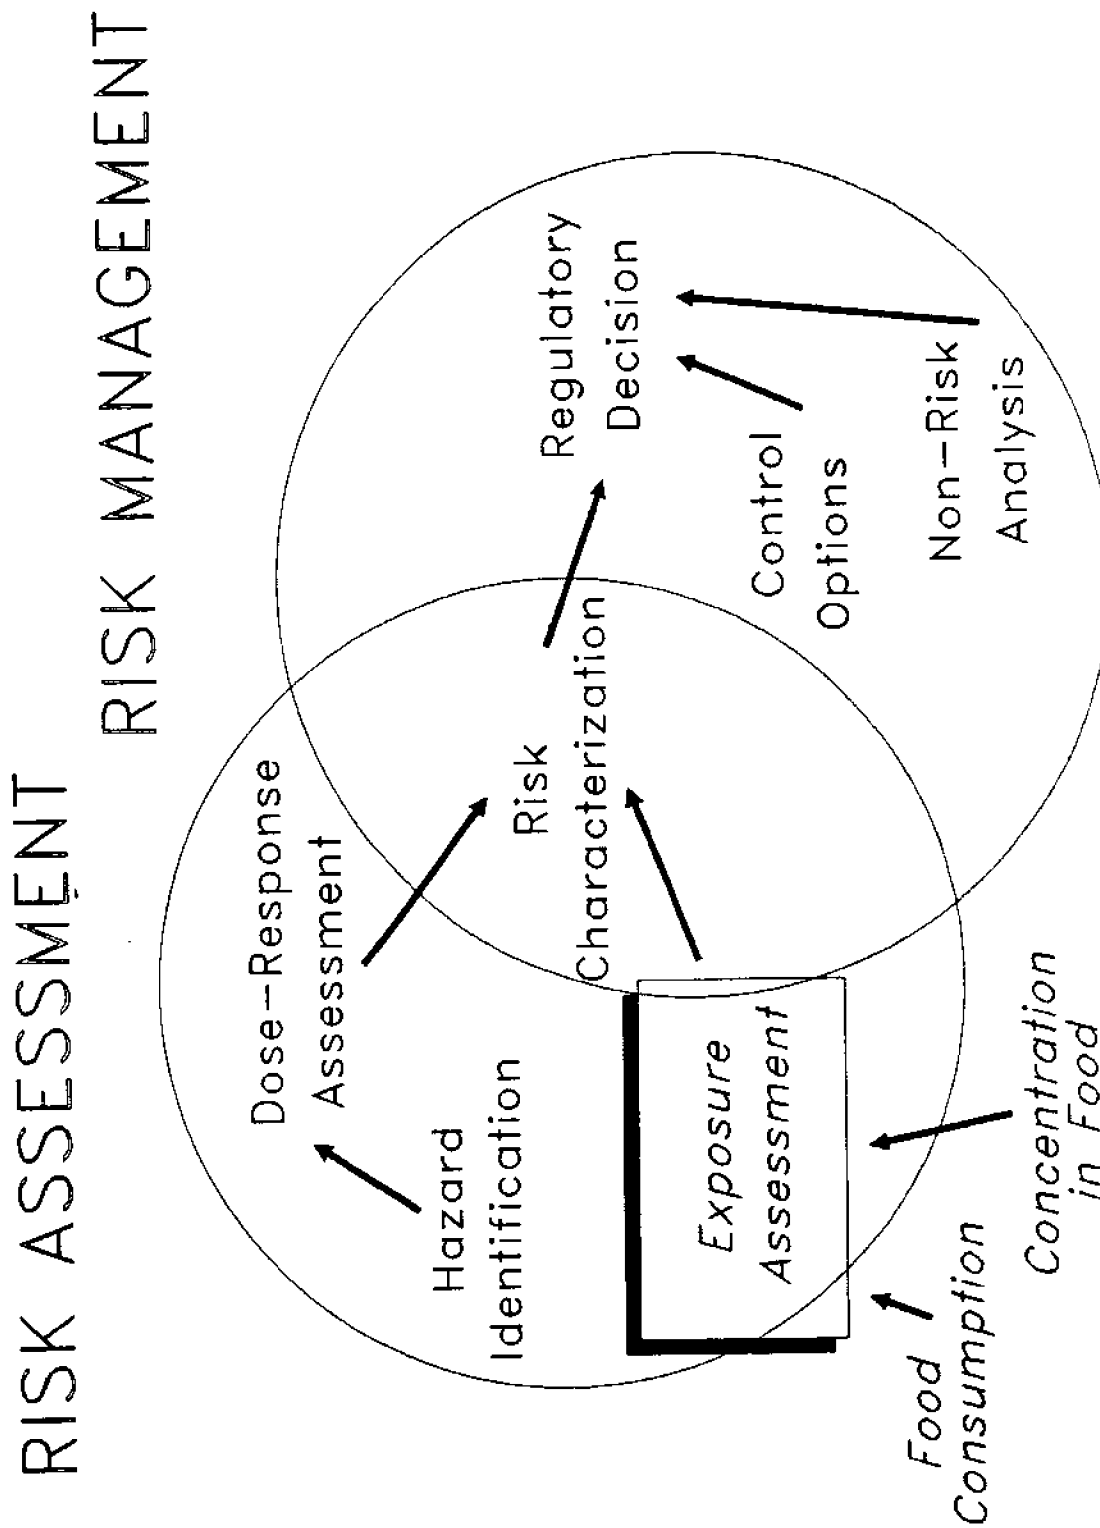 RISK ASSESSMENT
RISK MANAGEMENT
Dose-Response
Assessment
Hazard
Identification
Risk
Characterization
Regulatory
Decision
Exposure
Assessment
Control
Options
Non-Risk
Analysis
Food
Consumption
Concentration
in Food